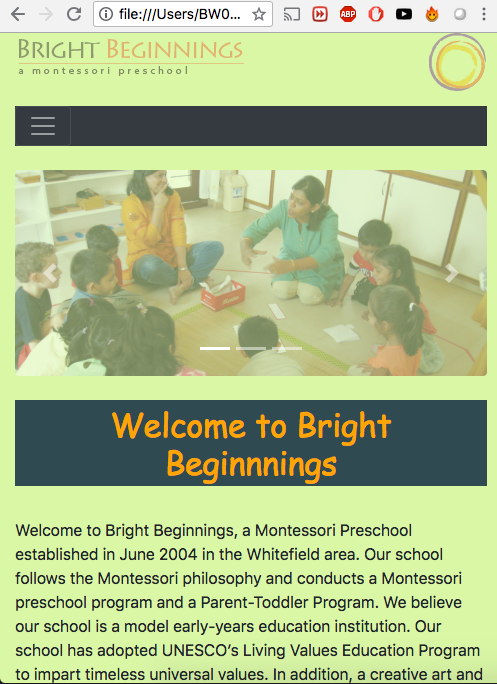 file:///Users/BW0...
ABP
BRIGHT BEGINNINGS
a montessori preschool
Welcome to Bright
Beginnnings
Welcome to Bright Beginnings, a Montessori Preschool
established in June 2004 in the Whitefield area. Our school
follows the Montessori philosophy and conducts a Montessori
preschool program and a Parent-Toddler Program. We believe
our school is a model early-years education institution. Our
school has adopted UNESCO’s Living Values Education Program
to impart timeless universal values. In addition, a creative art and